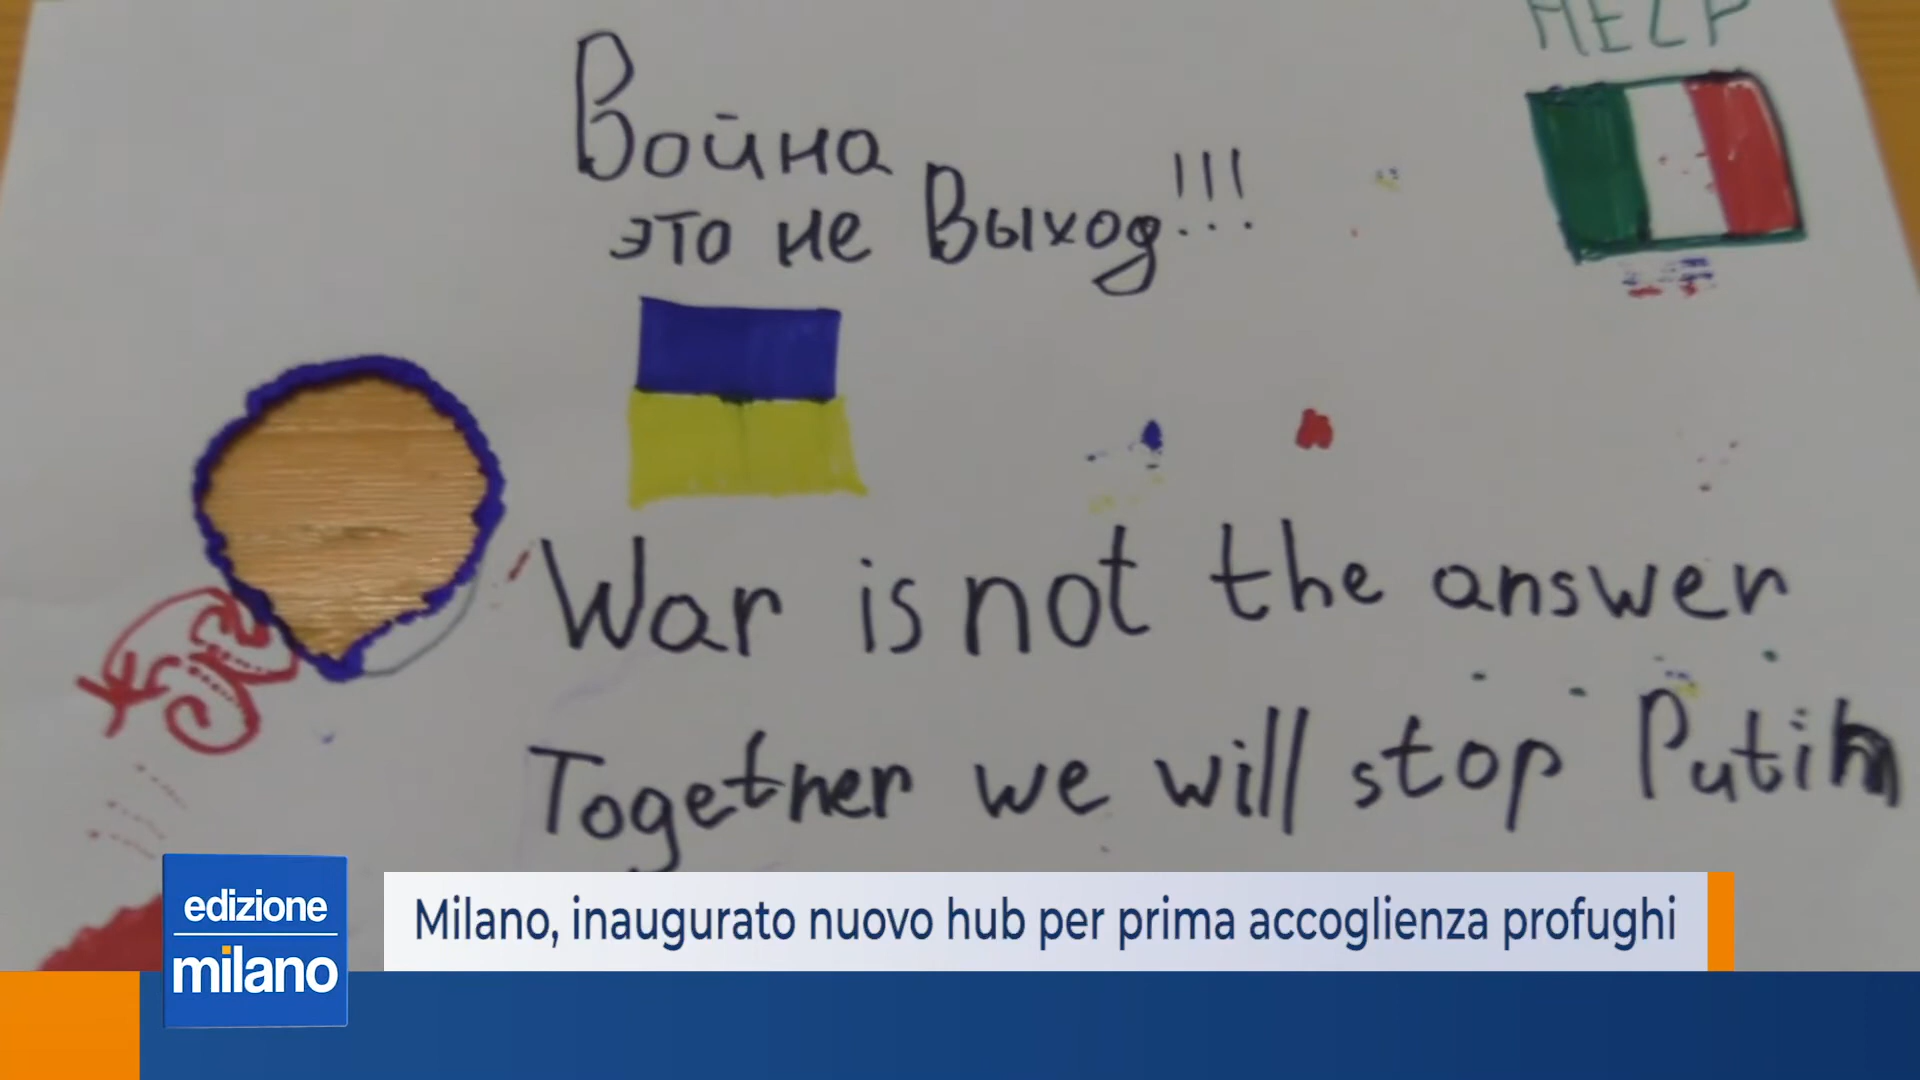 HELP
Война
это не Выход!!!
War is not the answer
Together we will stop Putin
Milano, inaugurato nuovo hub per prima accoglienza profughi
edizione
milano